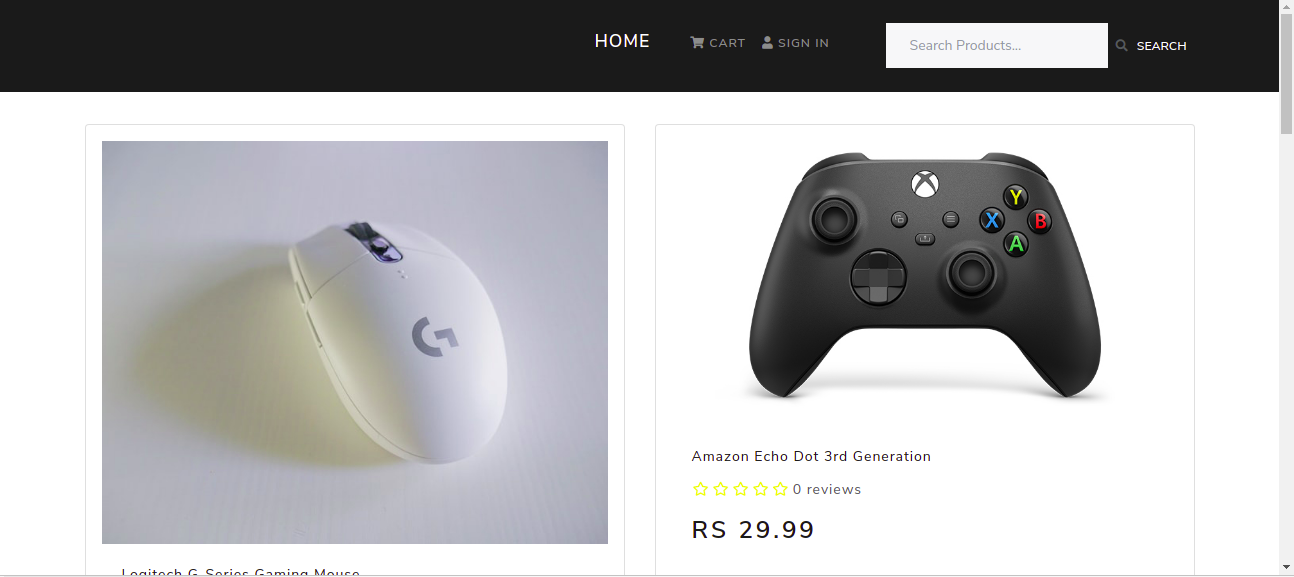 HOME CART SIGN IN Search Products... SEARCH
Y
X B
A
Amazon Echo Dot 3rd Generation
0 reviews
RS 29.99
Logitech G-Series Gaming Mouse